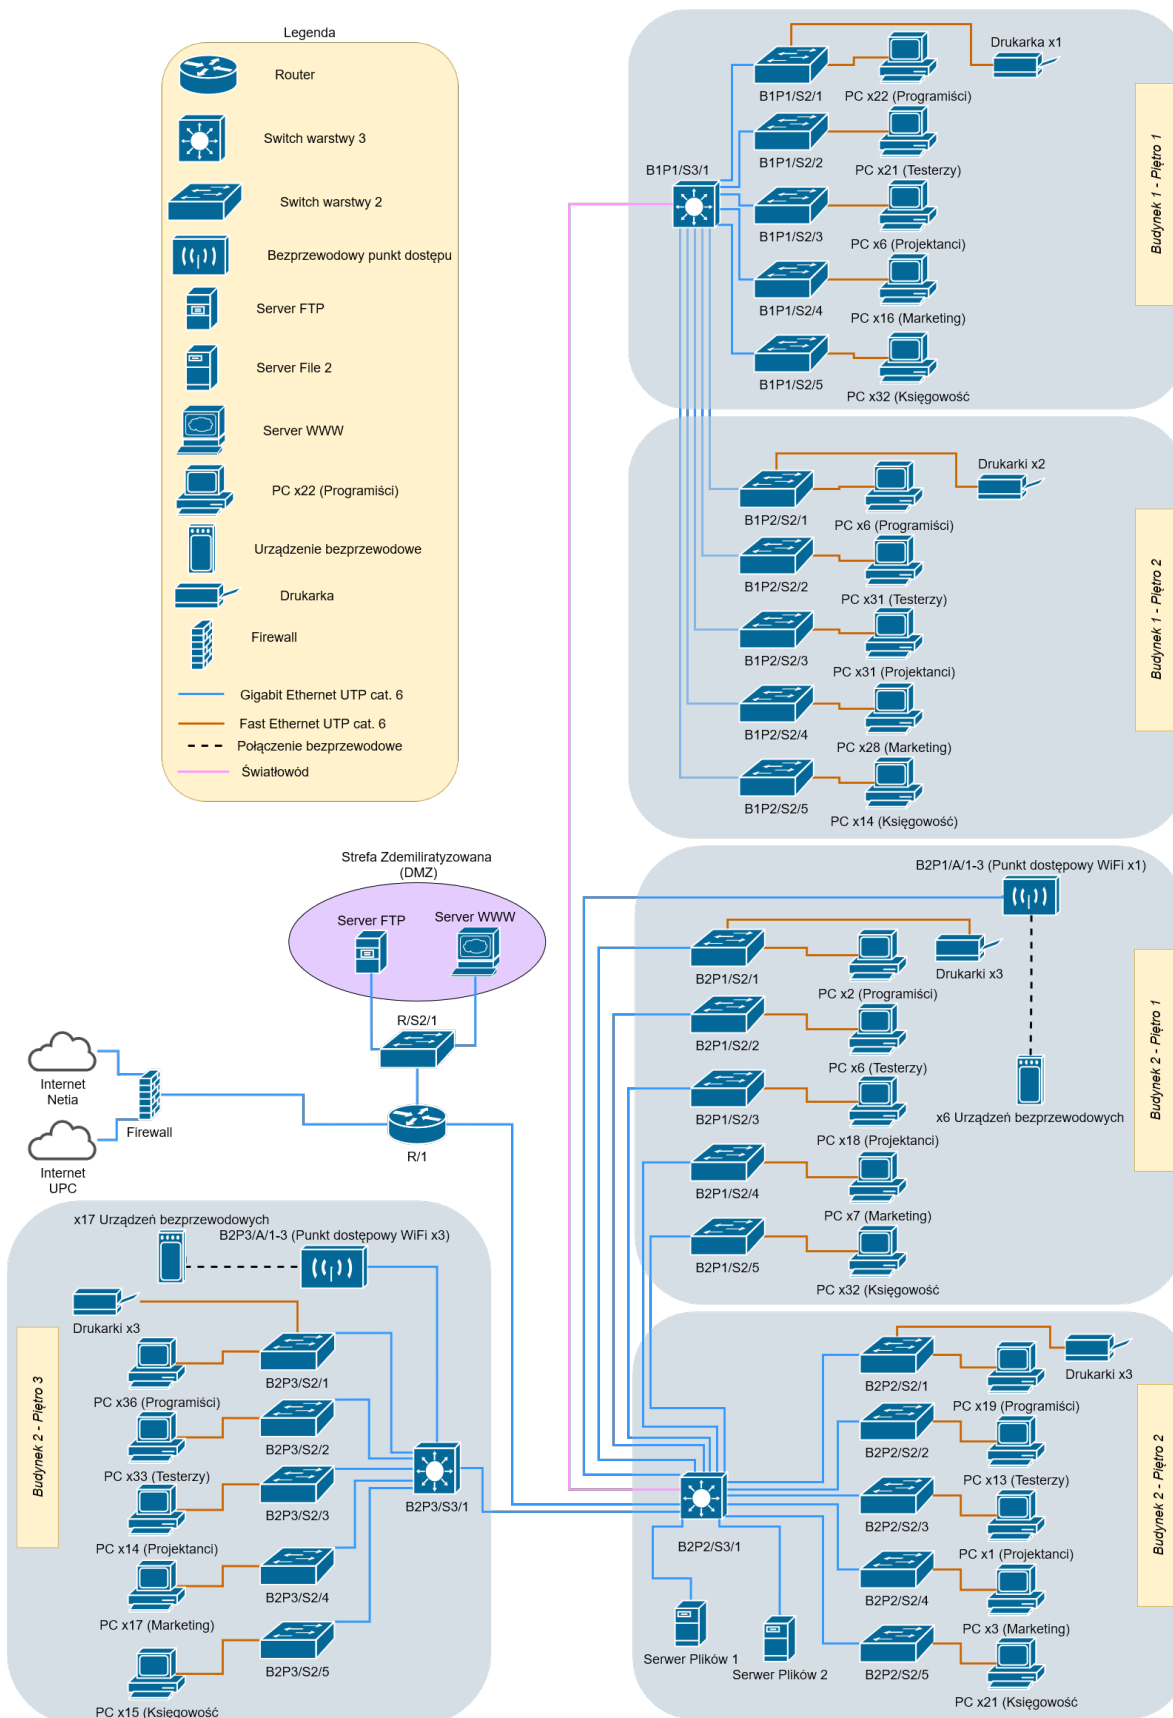 Legenda
Router
Switch warstwy 3
Switch warstwy 2
Bezprzewodowy punkt dostępu
Server FTP
Server File 2
Server WWW
PC x22 (Programiści)
Urządzenie bezprzewodowe
Drukarka
Firewall
Gigabit Ethernet UTP cat. 6
Fast Ethernet UTP cat. 6
Połączenie bezprzewodowe
Światłowód
Drukarka x1
B1P1/S2/1
PC x22 (Programiści)
B1P1/S2/2
PC x21 (Testerzy)
B1P1/S3/1
B1P1/S2/3
PC x6 (Projektanci)
B1P1/S2/4
PC x16 (Marketing)
B1P1/S2/5
PC x32 (Księgowość
Budynek 1 - Piętro 1
Drukarki x2
B1P2/S2/1
PC x6 (Programiści)
B1P2/S2/2
PC x31 (Testerzy)
B1P2/S2/3
PC x31 (Projektanci)
B1P2/S2/4
PC x28 (Marketing)
B1P2/S2/5
PC x14 (Księgowość)
Budynek 1 - Piętro 2
Strefa Zdemiliratyzowana
(DMZ)
Server FTP
Server WWW
R/S2/1
R/1
Internet
Netia
Firewall
Internet
UPC
B2P1/A/1-3 (Punkt dostępowy WiFi x1)
Drukarki x3
B2P1/S2/1
PC x2 (Programiści)
B2P1/S2/2
PC x6 (Testerzy)
x6 Urządzeń bezprzewodowych
B2P1/S2/3
PC x18 (Projektanci)
B2P1/S2/4
PC x7 (Marketing)
B2P1/S2/5
PC x32 (Księgowość
Budynek 2 - Piętro 1
x17 Urządzeń bezprzewodowych
B2P3/A/1-3 (Punkt dostępowy WiFi x3)
Drukarki x3
B2P3/S2/1
PC x36 (Programiści)
B2P3/S2/2
PC x33 (Testerzy)
B2P3/S2/3
PC x14 (Projektanci)
B2P3/S2/4
PC x17 (Marketing)
B2P3/S2/5
PC x15 (Księgowość
B2P3/S3/1
Budynek 2 - Piętro 3
Drukarki x3
B2P2/S2/1
PC x19 (Programiści)
B2P2/S2/2
PC x13 (Testerzy)
B2P2/S2/3
PC x1 (Projektanci)
B2P2/S2/4
PC x3 (Marketing)
B2P2/S2/5
PC x21 (Księgowość
B2P2/S3/1
Serwer Plików 1
Serwer Plików 2
Budynek 2 - Piętro 2